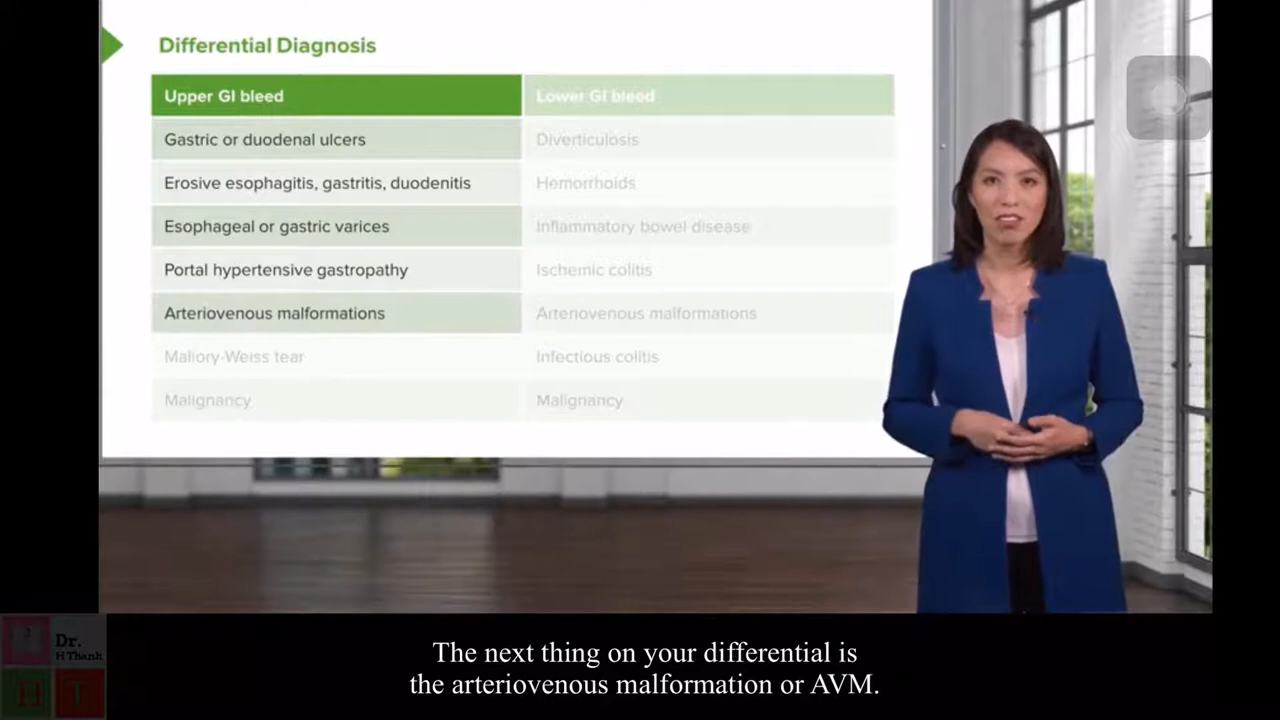 Differential Diagnosis
Upper GI bleed
Lower GI bleed
Gastric or duodenal ulcers
Diverticulosis
Erosive esophagitis, gastritis, duodenitis
Hemorrhoids
Esophageal or gastric varices
Inflammatory bowel disease
Portal hypertensive gastropathy
Ischemic colitis
Arteriovenous malformations
Arteriovenous malformations
Mallory-Weiss tear
Infectious colitis
Malignancy
Malignancy
Dr.
H Thanh
H T
The next thing on your differential is
the arteriovenous malformation or AVM.